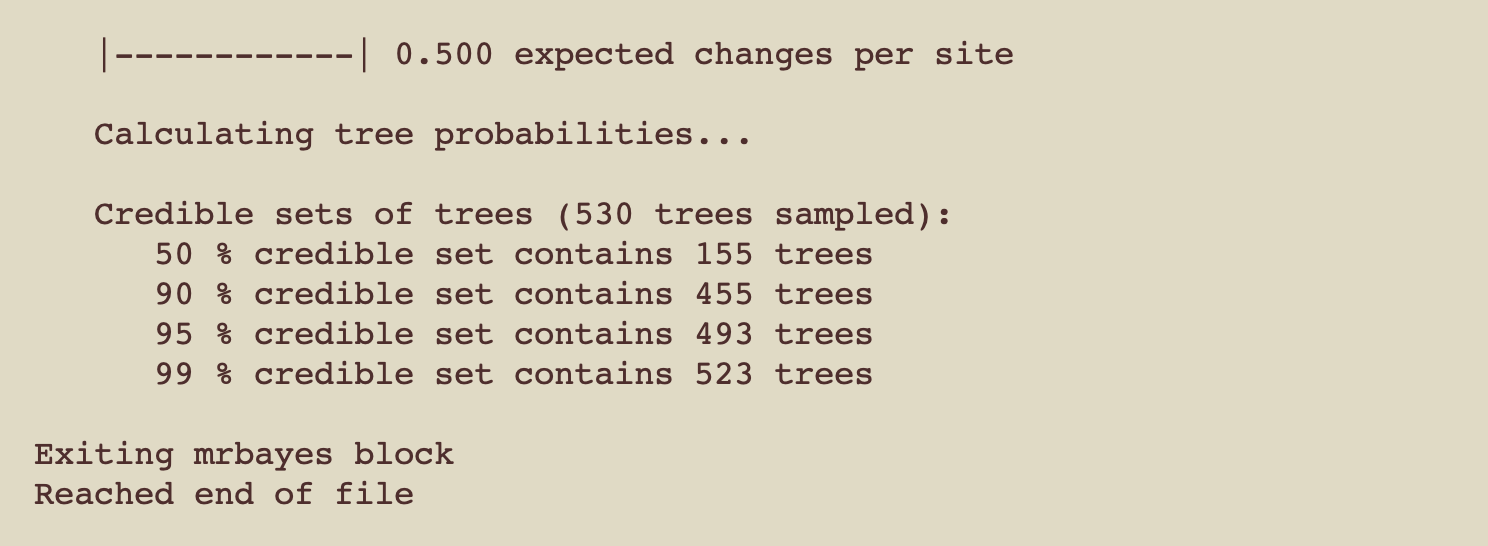 |------------| 0.500 expected changes per site
Calculating tree probabilities...
Credible sets of trees (530 trees sampled):
50 % credible set contains 155 trees
90 % credible set contains 455 trees
95 % credible set contains 493 trees
99 % credible set contains 523 trees
Exiting mrbayes block
Reached end of file